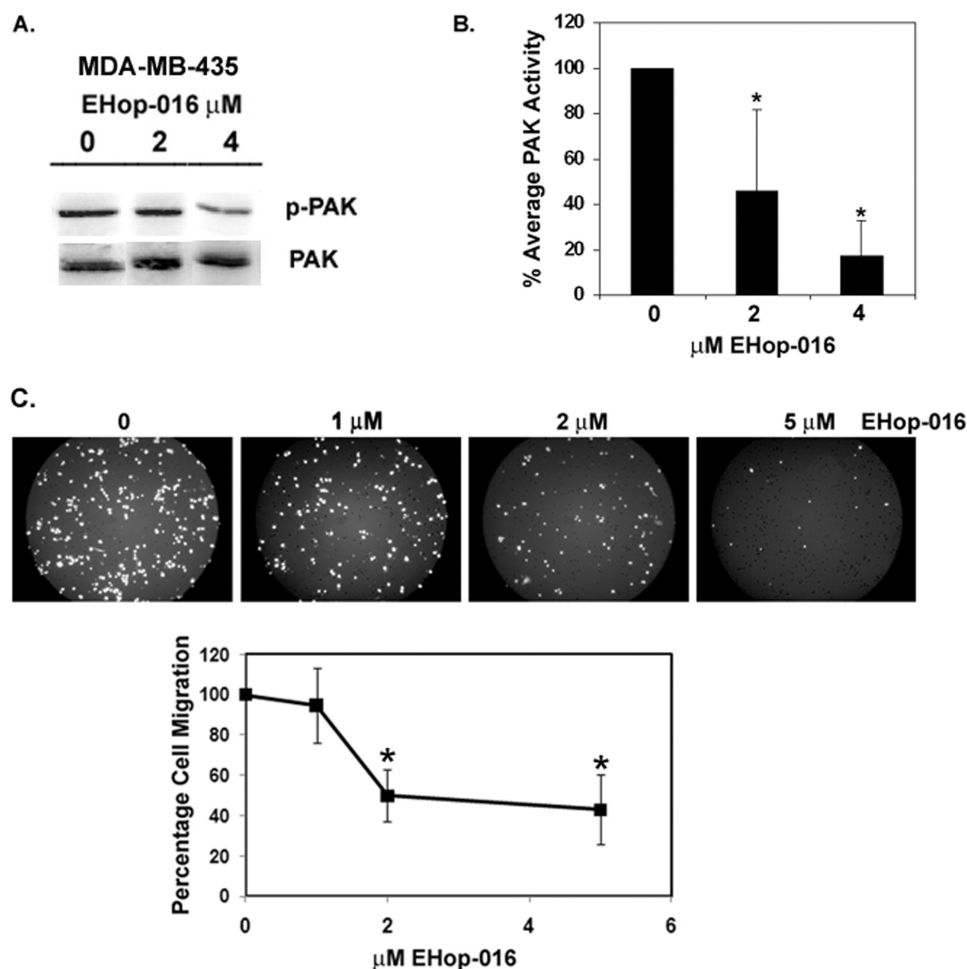 A.
MDA-MB-435
EHop-016 μM
0 2 4
p-PAK
PAK
B.
% Average PAK Activity
120
100
80
60
40
20
0
* *
0 2 4
μM EHop-016
C.
0 1 μM 2 μM 5 μM EHop-016
Percentage Cell Migration
120
100
80
60
40
20
0
* *
0 2 4 6
μM EHop-016